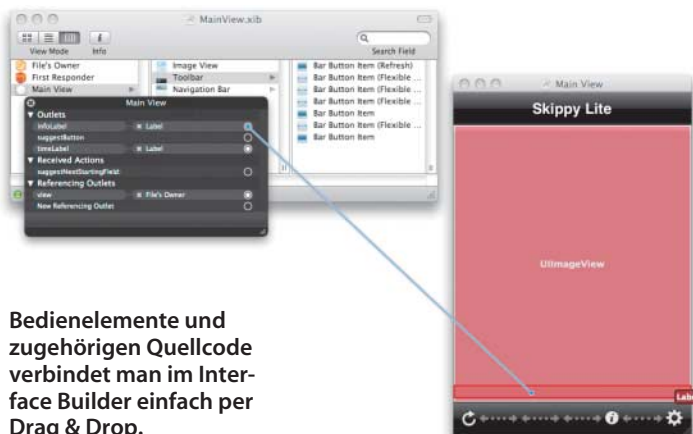 MainView.xib
View Mode
Info
Search Field
File's Owner
First Responder
Main View
Image View
Toolbar
Navigation Bar
Bar Button Item (Refresh)
Bar Button Item (Flexible ...
Bar Button Item (Flexible ...
Bar Button Item (Flexible ...
Bar Button Item
Bar Button Item (Flexible ...
Bar Button Item
Main View
Outlets
infoLabel
Label
suggestButton
timeLabel
Label
Received Actions
suggestNextStartingField:
Referencing Outlets
view
File's Owner
New Referencing Outlet
Main View
Skippy Lite
UIImageView
Labe
Bedienelemente und
zugehörigen Quellcode
verbindet man im Inter-
face Builder einfach per
Drag & Drop.